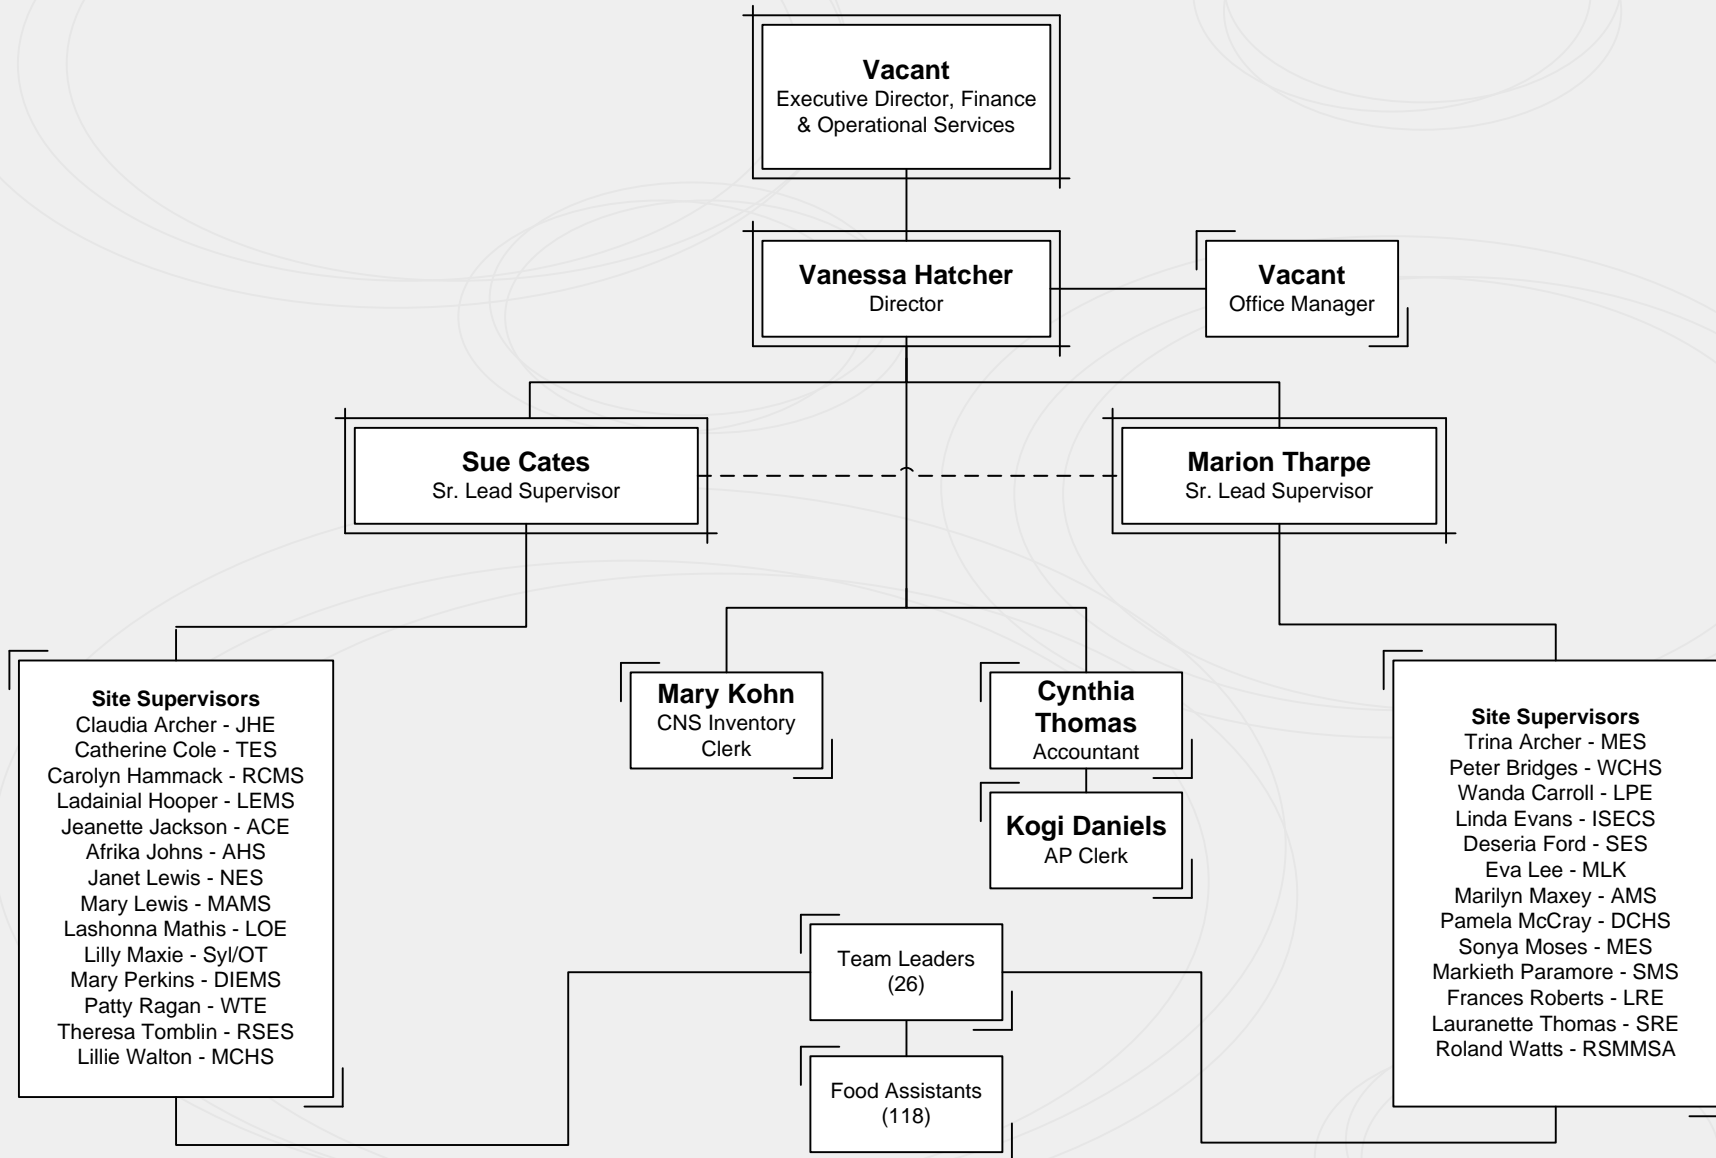 Vacant
Executive Director, Finance
& Operational Services
Vanessa Hatcher
Director
Vacant
Office Manager
Sue Cates
Sr. Lead Supervisor
Marion Tharpe
Sr. Lead Supervisor
Site Supervisors
Claudia Archer - JHE
Catherine Cole - TES
Carolyn Hammack - RCMS
Ladainial Hooper - LEMS
Jeanette Jackson - ACE
Afrika Johns - AHS
Janet Lewis - NES
Mary Lewis - MAMS
Lashonna Mathis - LOE
Lilly Maxie - Syl/OT
Mary Perkins - DIEMS
Patty Ragan - WTE
Theresa Tomblin - RSES
Lillie Walton - MCHS
Mary Kohn
CNS Inventory
Clerk
Cynthia
Thomas
Accountant
Kogi Daniels
AP Clerk
Team Leaders
(26)
Food Assistants
(118)
Site Supervisors
Trina Archer - MES
Peter Bridges - WCHS
Wanda Carroll - LPE
Linda Evans - ISECS
Deseria Ford - SES
Eva Lee - MLK
Marilyn Maxey - AMS
Pamela McCray - DCHS
Sonya Moses - MES
Markieth Paramore - SMS
Frances Roberts - LRE
Lauranette Thomas - SRE
Roland Watts - RSMMSA